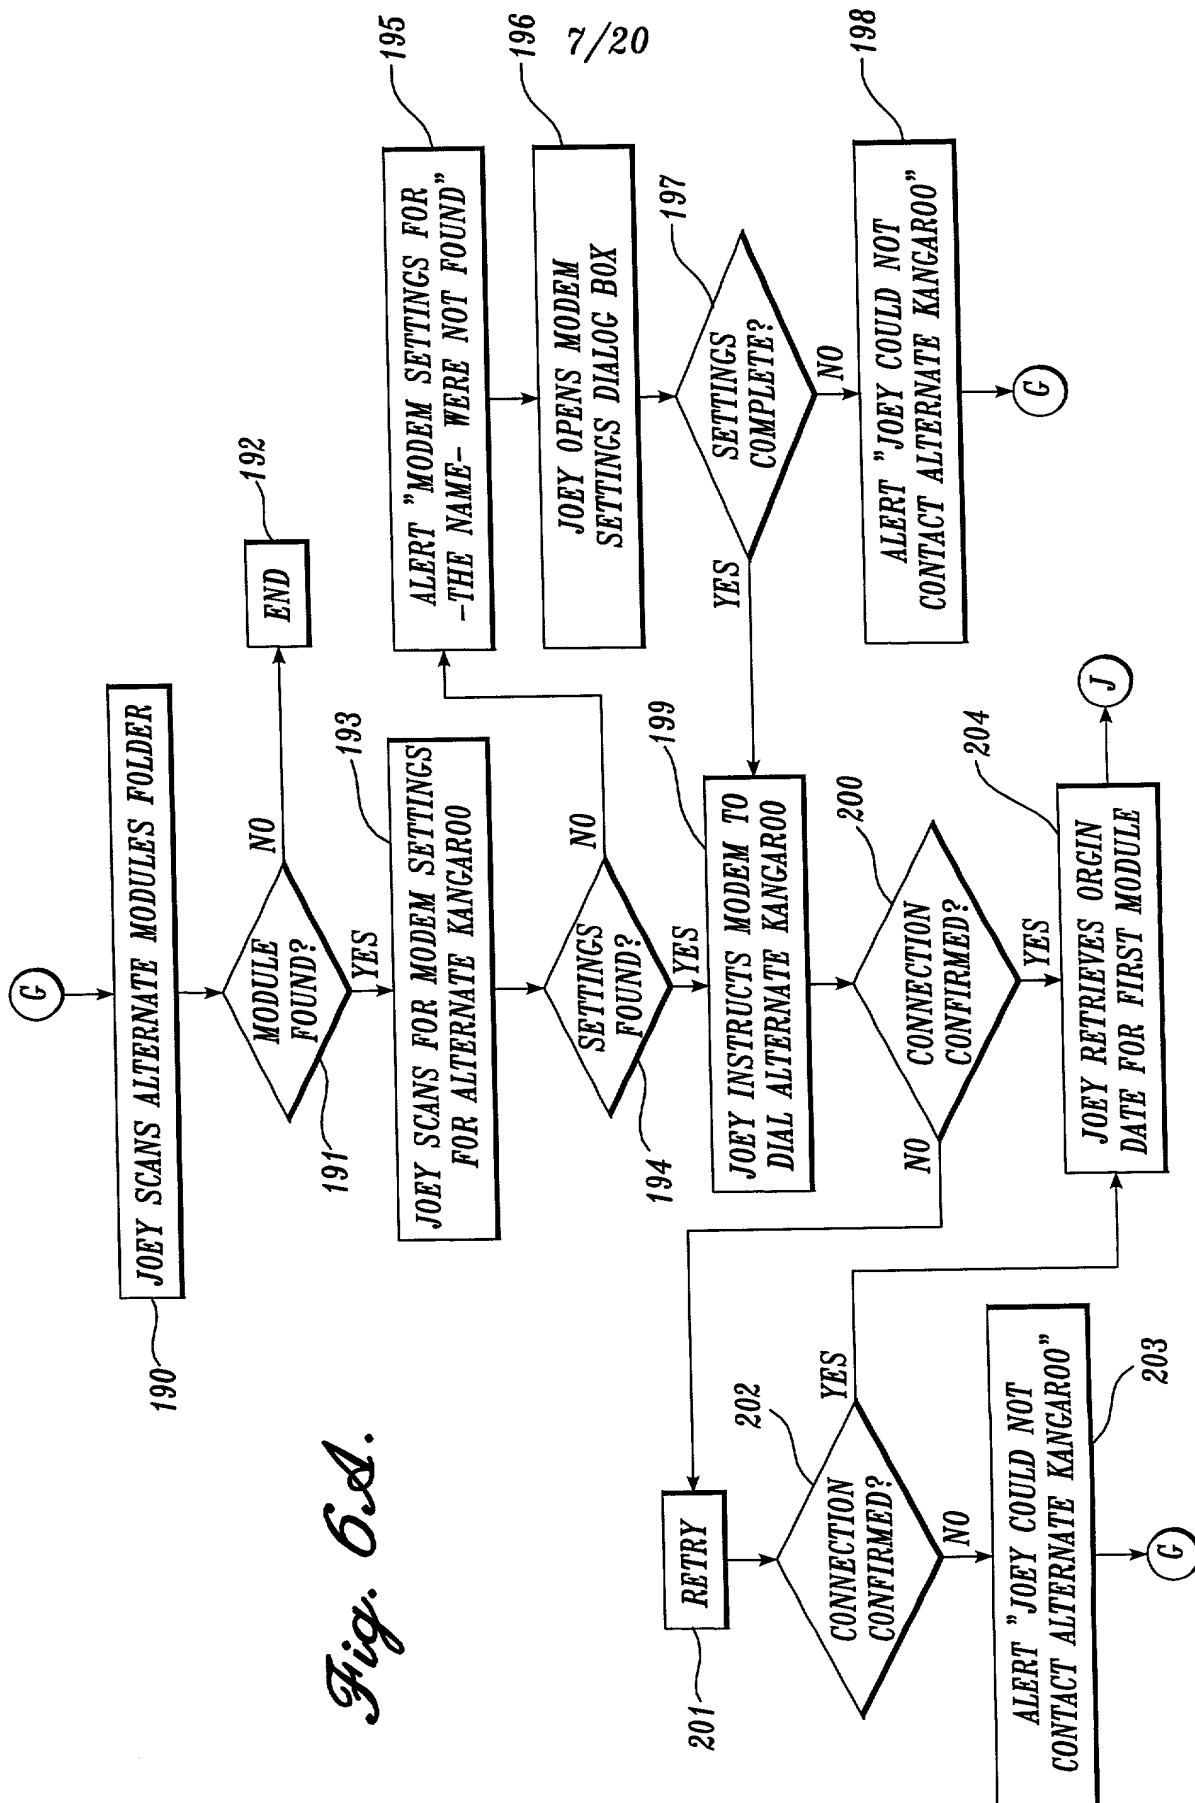 7/20
G
JOEY SCANS ALTERNATE MODULES FOLDER
190
MODULE
FOUND?
191
NO
YES
END
192
JOEY SCANS FOR MODEM SETTINGS
FOR ALTERNATE KANGAROO
193
SETTINGS
FOUND?
194
NO
YES
ALERT "MODEM SETTINGS FOR
-THE NAME- WERE NOT FOUND"
195
JOEY OPENS MODEM
SETTINGS DIALOG BOX
196
SETTINGS
COMPLETE?
197
YES
NO
ALERT "JOEY COULD NOT
CONTACT ALTERNATE KANGAROO"
198
G
JOEY INSTRUCTS MODEM TO
DIAL ALTERNATE KANGAROO
199
CONNECTION
CONFIRMED?
200
NO
YES
RETRY
201
CONNECTION
CONFIRMED?
202
YES
NO
ALERT "JOEY COULD NOT
CONTACT ALTERNATE KANGAROO"
203
G
JOEY RETRIEVES ORGIN
DATE FOR FIRST MODULE
204
J
Fig. 6A.